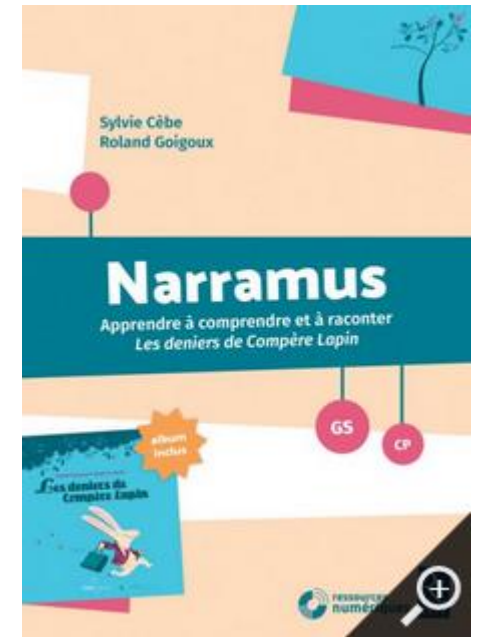 Sylvie Cèbe
Roland Goigoux
Narramus
Apprendre à comprendre et à raconter
Les deniers de Compère Lapin
GS
CP
album
inclus
Les deniers de
Compère Lapin
ressources
numériques